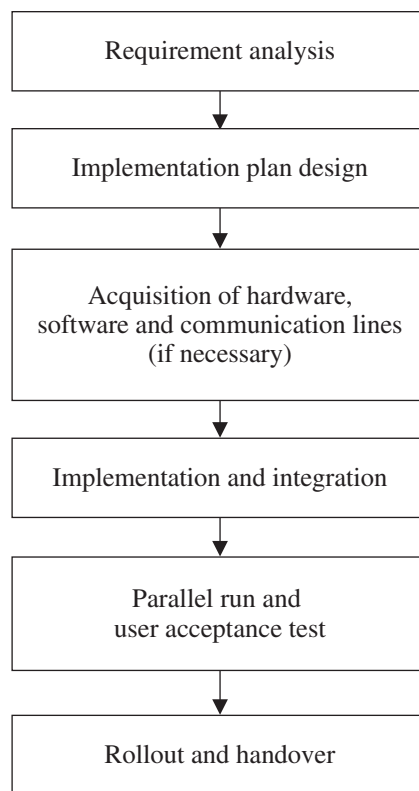 Requirement analysis
Implementation plan design
Acquisition of hardware,
software and communication lines
(if necessary)
Implementation and integration
Parallel run and
user acceptance test
Rollout and handover